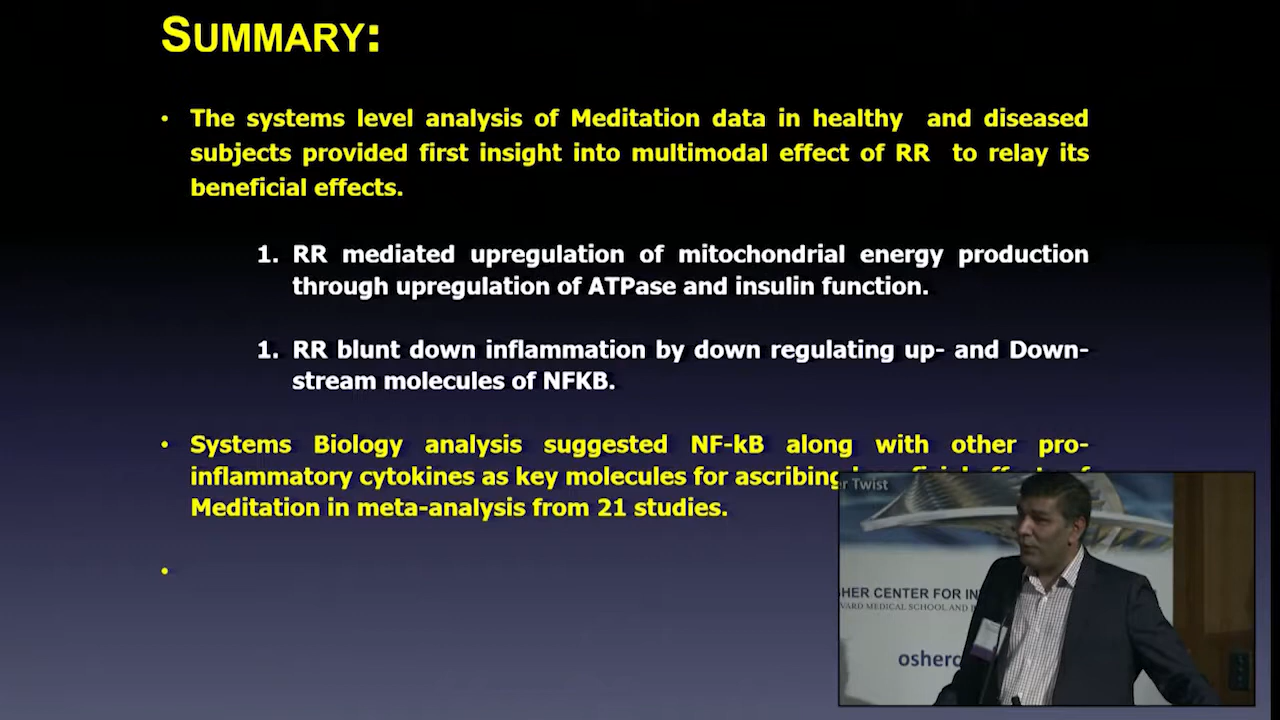 SUMMARY:
• The systems level analysis of Meditation data in healthy and diseased
subjects provided first insight into multimodal effect of RR to relay its
beneficial effects.
1. RR mediated upregulation of mitochondrial energy production
through upregulation of ATPase and insulin function.
1. RR blunt down inflammation by down regulating up- and Down-
stream molecules of NFKB.
• Systems Biology analysis suggested NF-kB along with other pro-
inflammatory cytokines as key molecules for ascribing
Meditation in meta-analysis from 21 studies.
•
Twist
CENTER FOR
MEDICAL SCHOOL AND